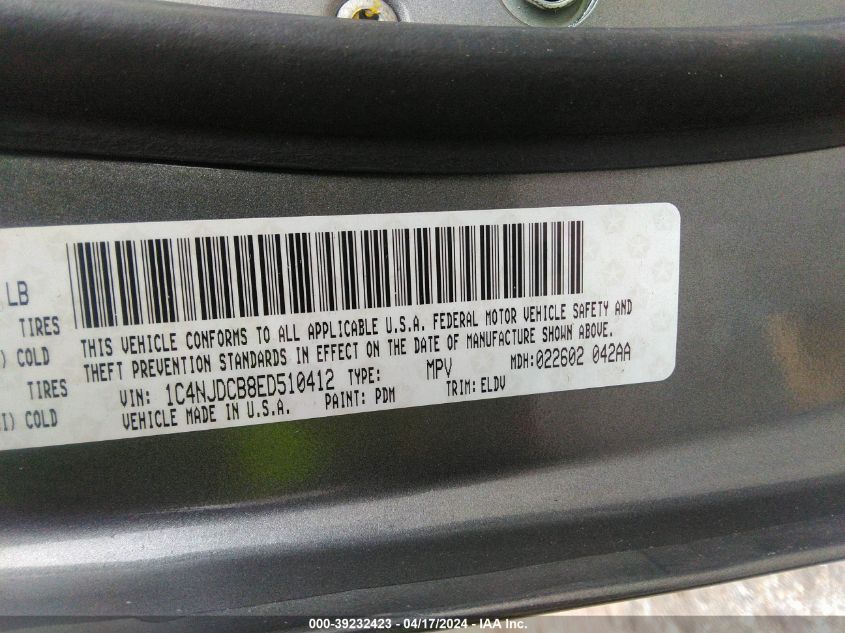 LB
TIRES
) COLD
TIRES
I) COLD
THIS VEHICLE CONFORMS TO ALL APPLICABLE U.S.A. FEDERAL MOTOR VEHICLE SAFETY AND
THEFT PREVENTION STANDARDS IN EFFECT ON THE DATE OF MANUFACTURE SHOWN ABOVE.
VIN: 1C4NJDCB8ED510412 TYPE: MPV MDH:022602 042AA
VEHICLE MADE IN U.S.A. PAINT: PDM TRIM: ELDV
000-39232423 - 04/17/2024 - IAA Inc.